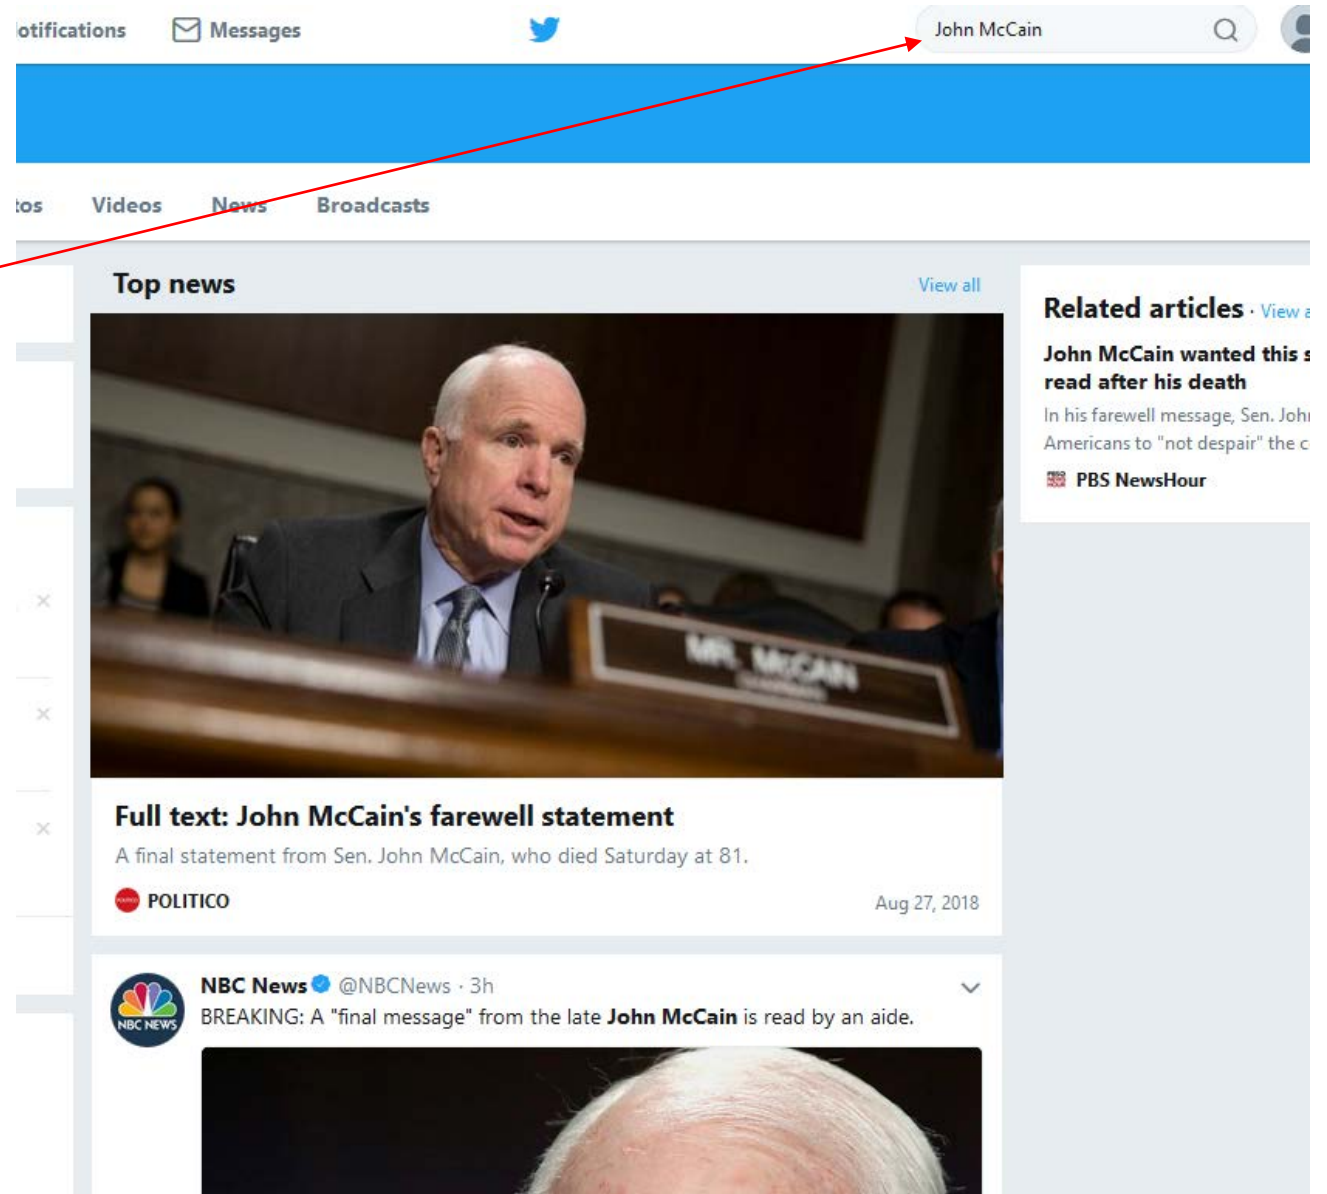 otifications
Messages
John McCain
tos
Videos
News
Broadcasts
Top news
View all
MR. McCAIN
Full text: John McCain's farewell statement
A final statement from Sen. John McCain, who died Saturday at 81.
POLITICO
Aug 27, 2018
NBC News @NBCNews · 3h
BREAKING: A "final message" from the late John McCain is read by an aide.
NBC NEWS
Related articles · View a
John McCain wanted this s
read after his death
In his farewell message, Sen. John
Americans to "not despair" the c
PBS NewsHour